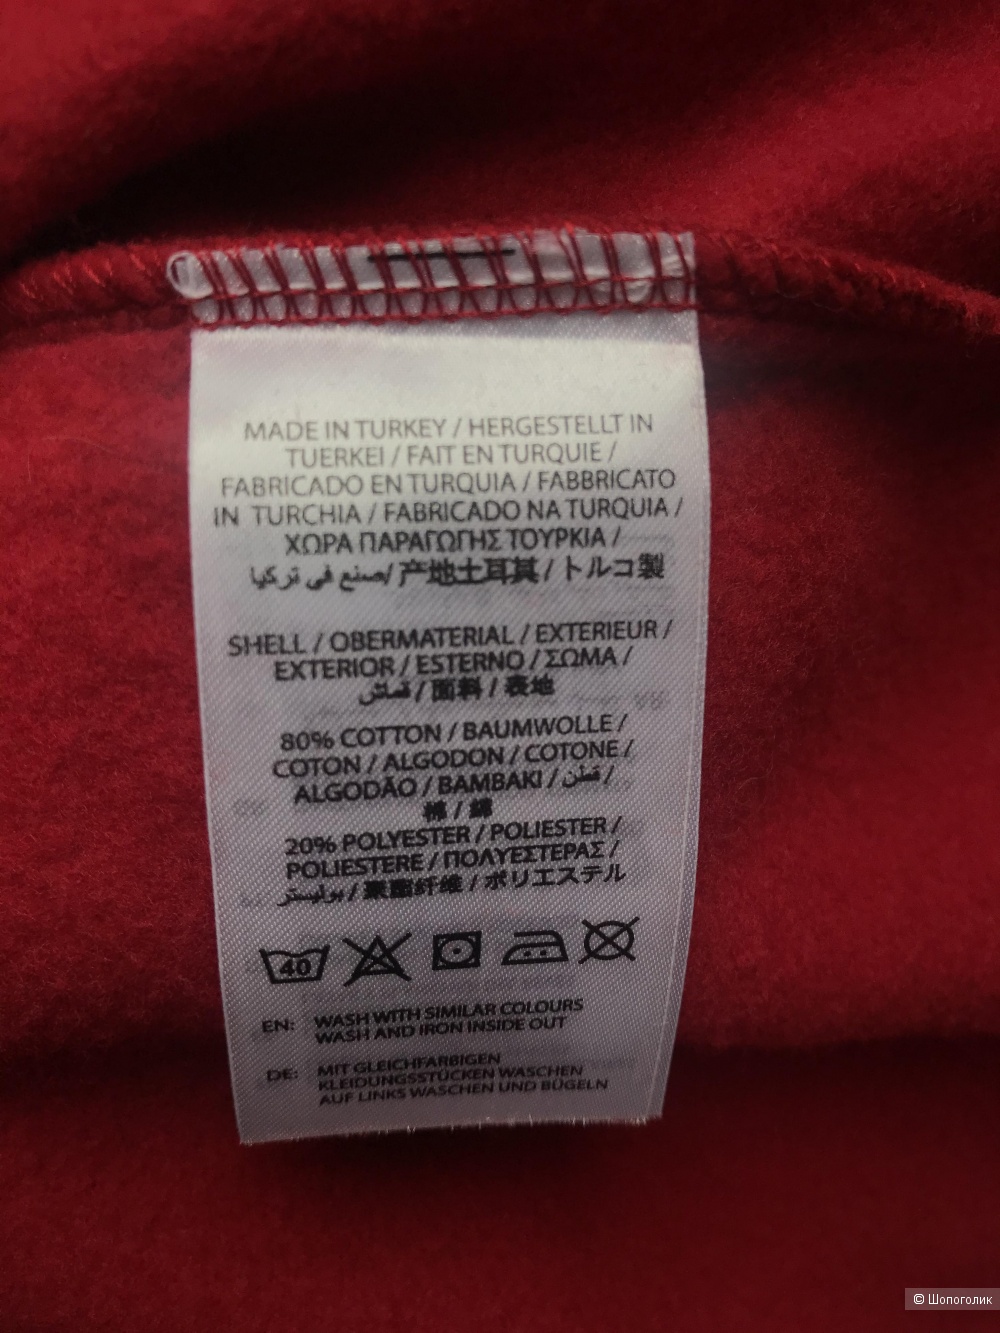 MADE IN TURKEY / HERGESTELLT IN
TUERKEI / FAIT EN TURQUIE /
FABRICADO EN TURQUIA / FABBRICATO
IN TURCHIA / FABRICADO NA TURQUIA /
ΧΩΡΑ ΠΑΡΑΓΩΓΗΣ ΤΟΥΡΚΙΑ /
صنع في تركيا / 产地土耳其 / トルコ製
SHELL / OBERMATERIAL / EXTERIEUR /
EXTERIOR / ESTERNO / ΣΩΜΑ /
قماش / 面料 / 表地
80% COTTON / BAUMWOLLE /
COTON / ALGODON / COTONE /
ALGODÃO / BAMBAKI / قطن /
棉 / 綿
20% POLYESTER / POLIESTER /
POLIESTERE / ΠΟΛΥΕΣΤΕΡΑΣ /
بوليستر / 聚酯纤维 / ポリエステル
40
EN: WASH WITH SIMILAR COLOURS
WASH AND IRON INSIDE OUT
DE: MIT GLEICHFARBIGEN
KLEIDUNGSSTÜCKEN WASCHEN
AUF LINKS WASCHEN UND BÜGELN
© Шопоголик